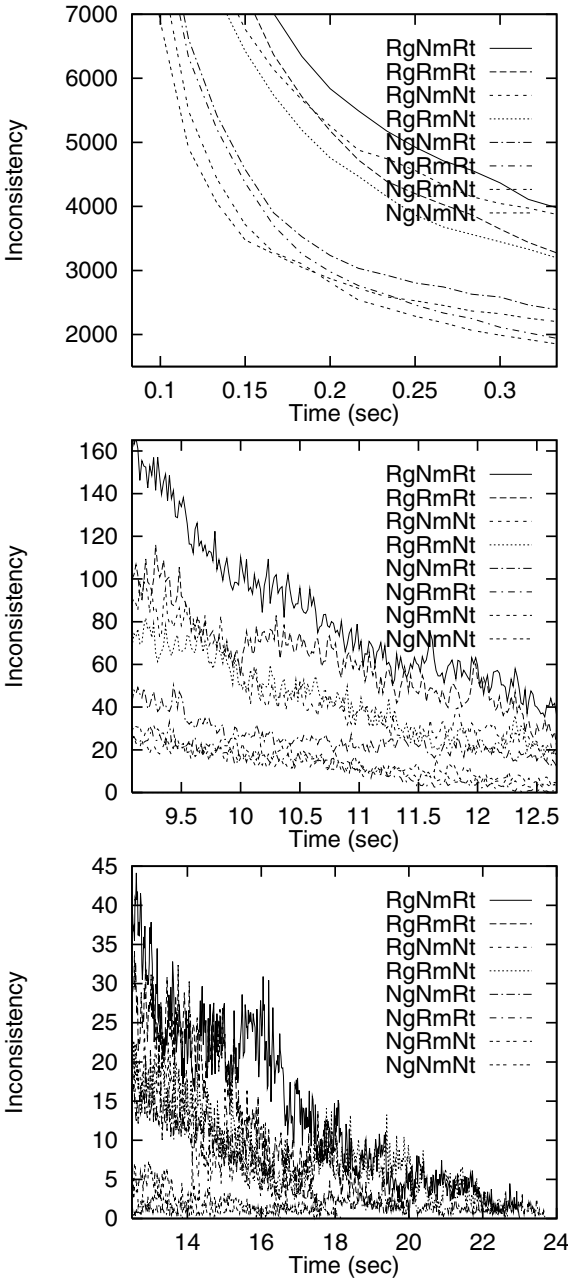 7000
6000
5000
4000
3000
2000
Inconsistency
RgNmRt
RgRmRt
RgNmNt
RgRmNt
NgNmRt
NgRmRt
NgRmNt
NgNmNt
0.1 0.15 0.2 0.25 0.3
Time (sec)
160
140
120
100
80
60
40
20
0
Inconsistency
RgNmRt
RgRmRt
RgNmNt
RgRmNt
NgNmRt
NgRmRt
NgRmNt
NgNmNt
9.5 10 10.5 11 11.5 12 12.5
Time (sec)
45
40
35
30
25
20
15
10
5
0
Inconsistency
RgNmRt
RgRmRt
RgNmNt
RgRmNt
NgNmRt
NgRmRt
NgRmNt
NgNmNt
14 16 18 20 22 24
Time (sec)